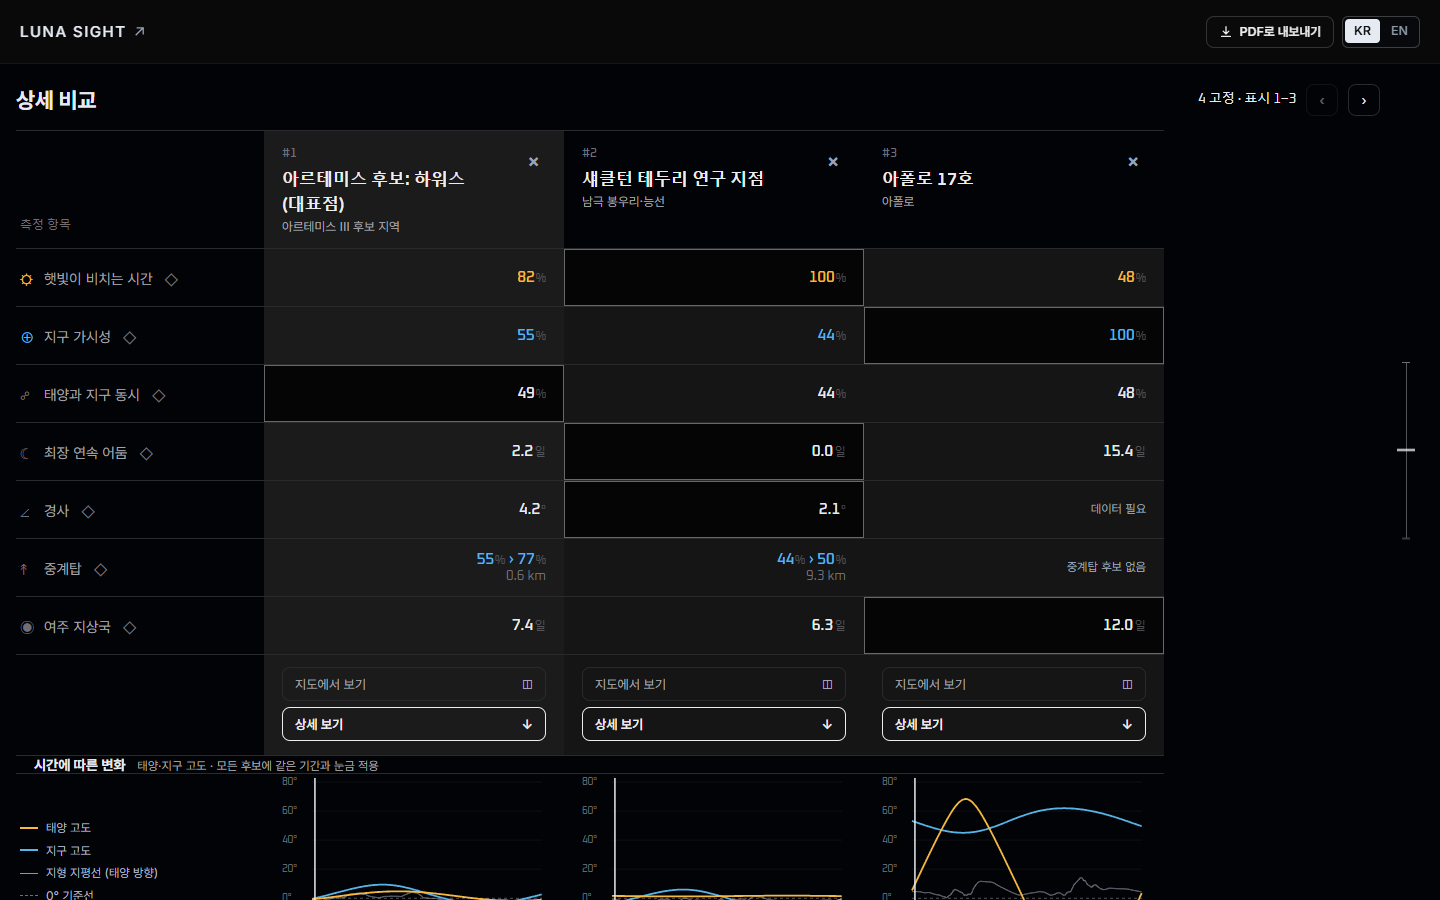 LUNA SIGHT ↗
PDF로 내보내기
KR EN
상세 비교
4 고정 · 표시 1–3
측정 항목
#1
아르테미스 후보: 하워스
(대표점)
아르테미스 III 후보 지역
#2
섀클턴 테두리 연구 지점
남극 봉우리·능선
#3
아폴로 17호
아폴로
햇빛이 비치는 시간 82% 100% 48%
지구 가시성 55% 44% 100%
태양과 지구 동시 49% 44% 48%
최장 연속 어둠 2.2일 0.0일 15.4일
경사 4.2° 2.1° 데이터 필요
중계탑 55% › 77% 44% › 50% 중계탑 후보 없음
0.6 km 9.3 km
여주 지상국 7.4일 6.3일 12.0일
지도에서 보기 지도에서 보기 지도에서 보기
상세 보기 ↓ 상세 보기 ↓ 상세 보기 ↓
시간에 따른 변화 태양·지구 고도 · 모든 후보에 같은 기간과 눈금 적용
태양 고도
지구 고도
지형 지평선 (태양 방향)
0° 기준선
80° 80° 80°
60° 60° 60°
40° 40° 40°
20° 20° 20°
0° 0° 0°